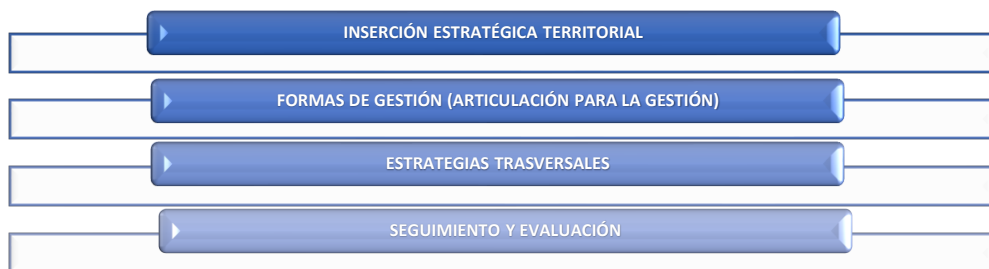 INSERCIÓN ESTRATÉGICA TERRITORIAL
FORMAS DE GESTIÓN (ARTICULACIÓN PARA LA GESTIÓN)
ESTRATEGIAS TRASVERSALES
SEGUIMIENTO Y EVALUACIÓN